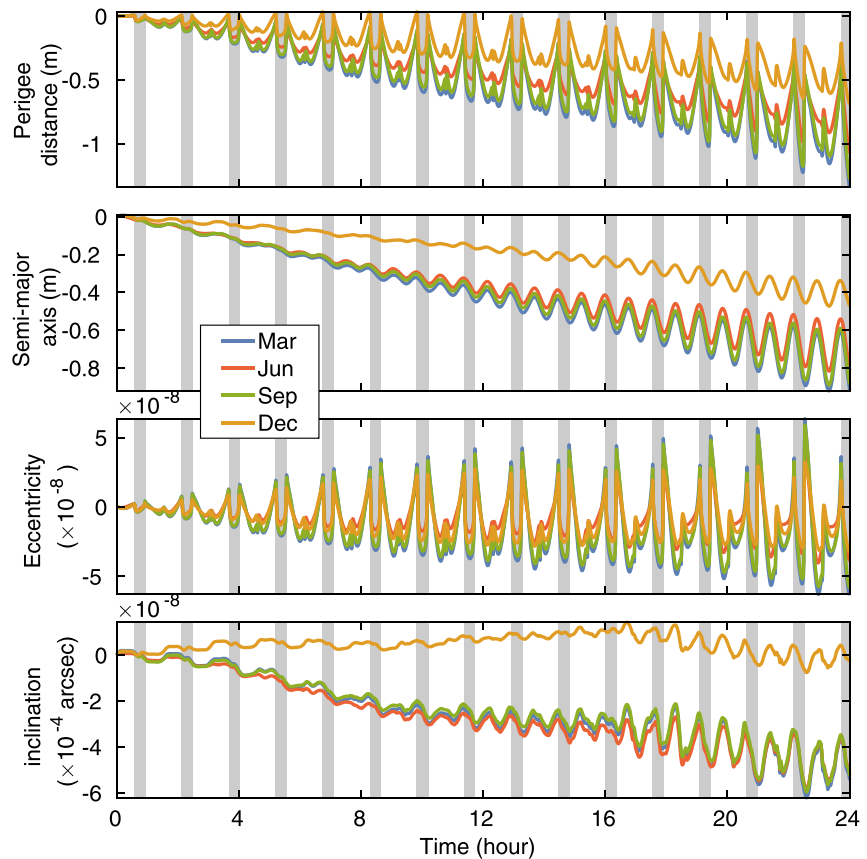 0
-0.5
-1
Perigee
distance (m)
0
-0.2
-0.4
-0.6
-0.8
Semi-major
axis (m)
Mar
Jun
Sep
Dec
×10-8
5
0
-5
Eccentricity
(×10-8 )
×10-8
0
-2
-4
-6
inclination
(×10-4 arcsec)
0 4 8 12 16 20 24
Time (hour)